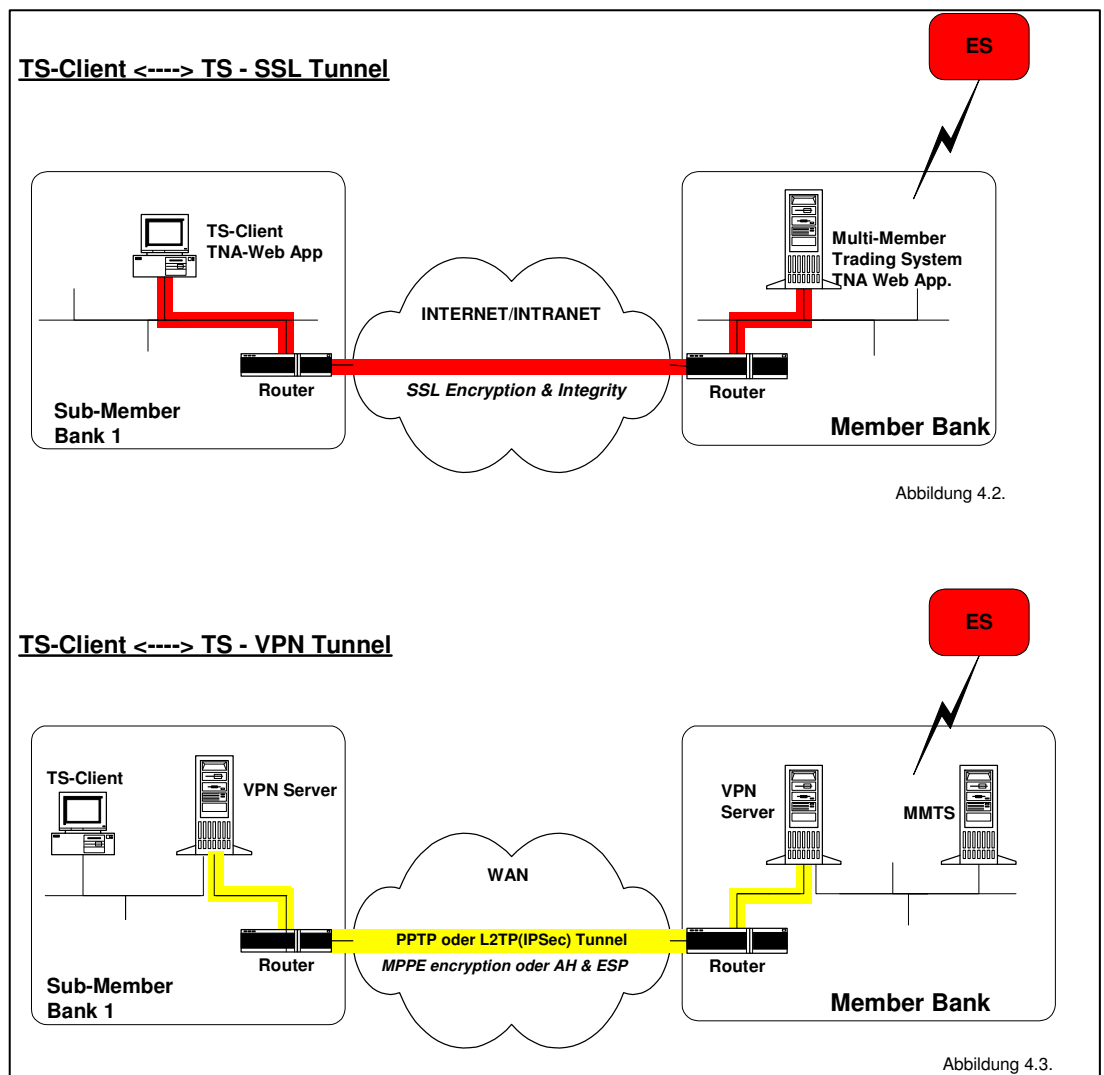 ES
TS-Client <----> TS - SSL Tunnel
TS-Client
TNA-Web App
Multi-Member
Trading System
TNA Web App.
INTERNET/INTRANET
SSL Encryption & Integrity
Router
Router
Sub-Member
Bank 1
Member Bank
Abbildung 4.2.
ES
TS-Client <----> TS - VPN Tunnel
TS-Client
VPN Server
VPN
Server
MMTS
WAN
PPTP oder L2TP(IPSec) Tunnel
MPPE encryption oder AH & ESP
Router
Router
Sub-Member
Bank 1
Member Bank
Abbildung 4.3.